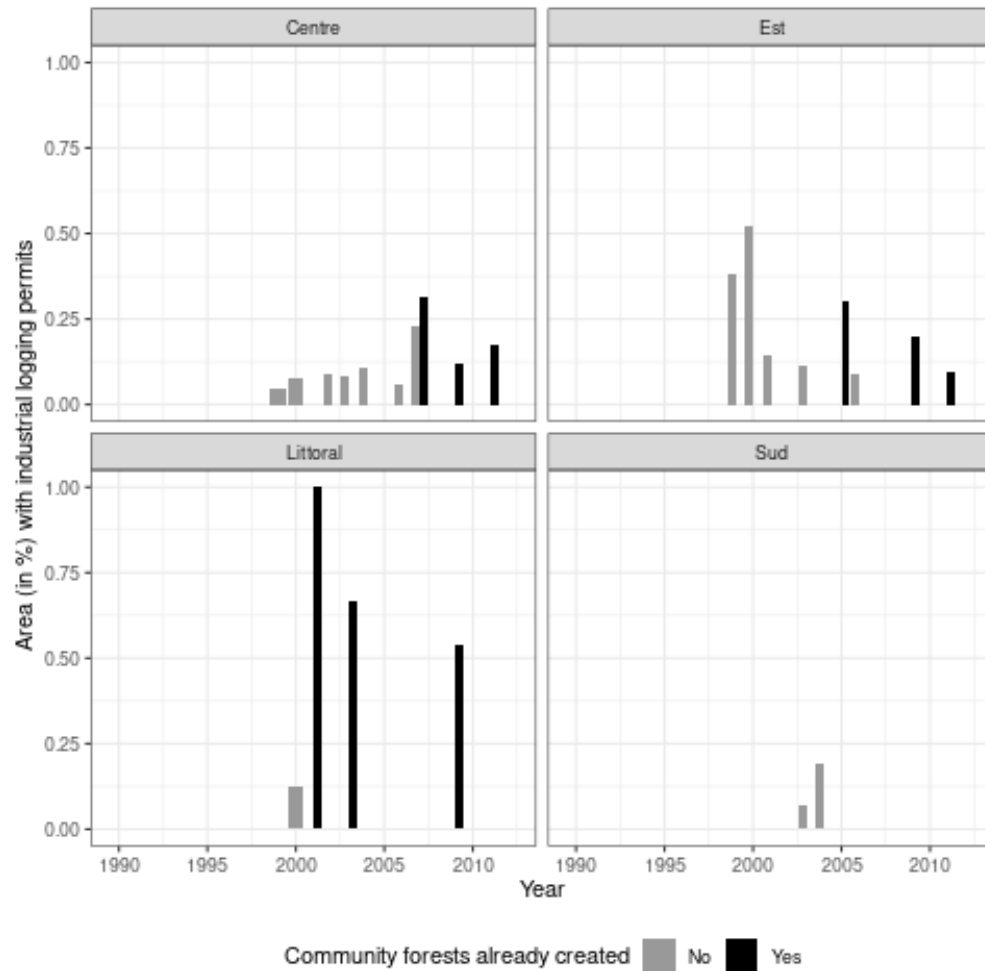 Centre
Est
1.00
0.75
0.50
0.25
0.00
Littoral
Sud
1.00
0.75
0.50
0.25
0.00
Area (in %) with industrial logging permits
1990 1995 2000 2005 2010 1990 1995 2000 2005 2010
Year
Community forests already created No Yes